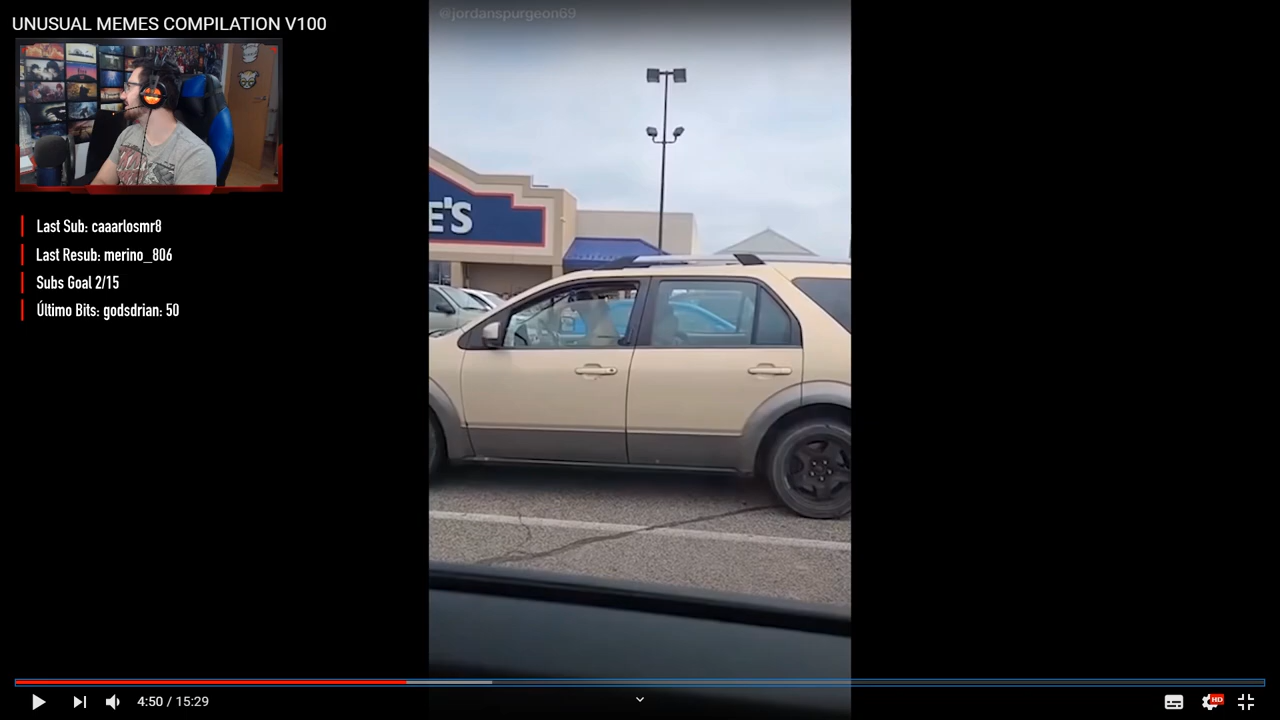 UNUSUAL MEMES COMPILATION V100
@jordanspurgeon69
Last Sub: caaarlosmr8
Last Resub: merino_806
Subs Goal 2/15
Último Bits: godsdrian: 50
E'S
4:50 / 15:29
HD